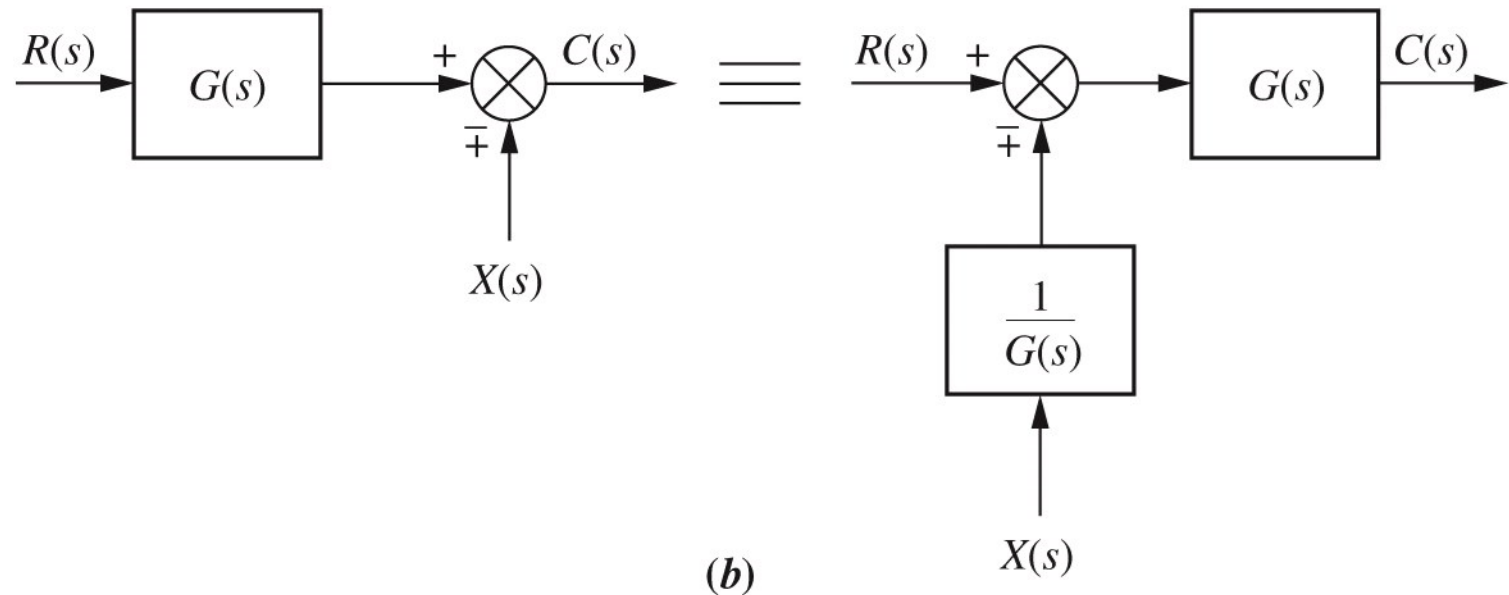 R(s)
G(s)
+
∓
C(s)
X(s)
≡
R(s)
+
∓
G(s)
C(s)
1
G(s)
X(s)
(b)